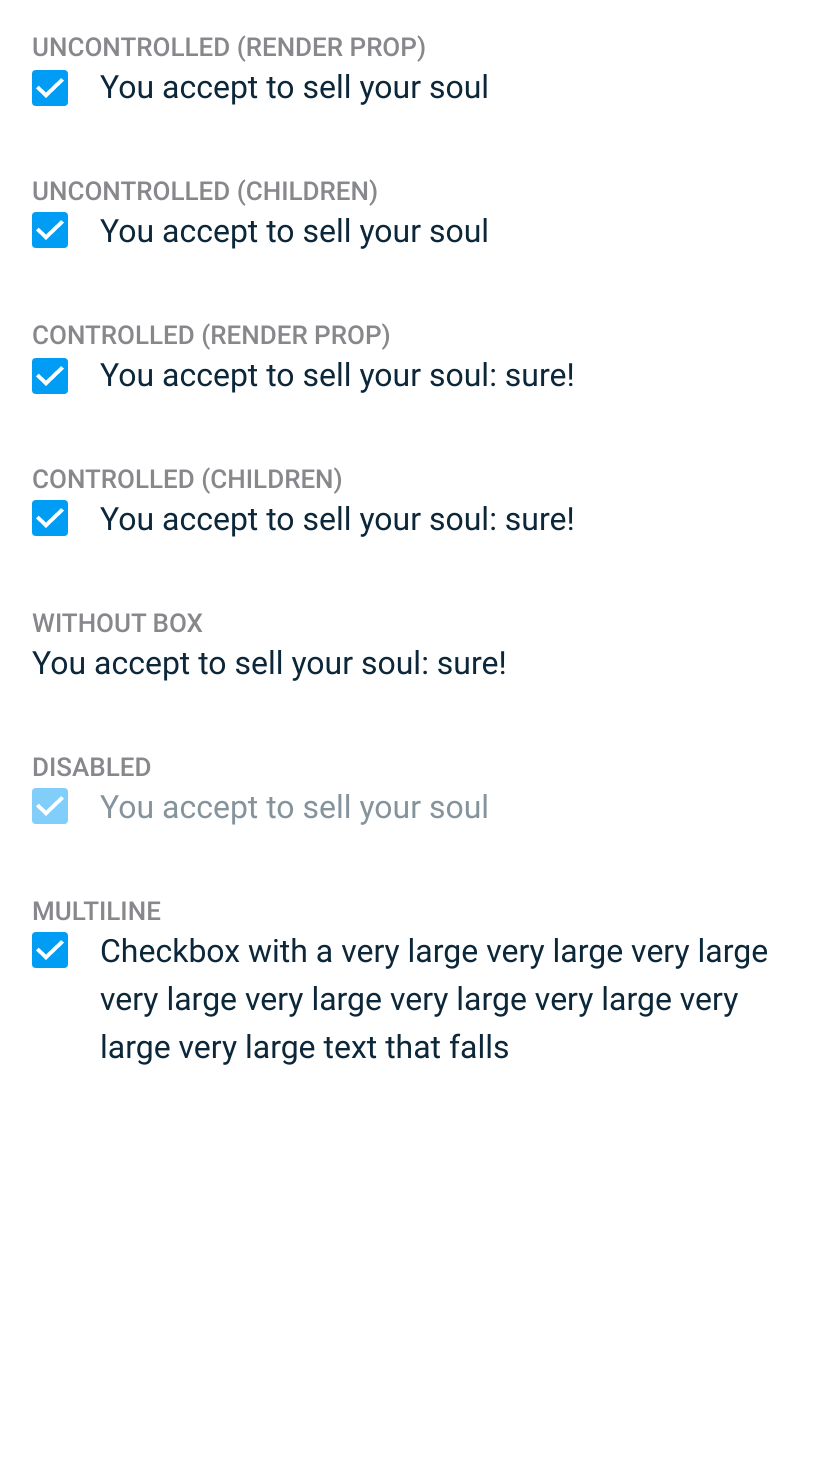 UNCONTROLLED (RENDER PROP)
You accept to sell your soul
UNCONTROLLED (CHILDREN)
You accept to sell your soul
CONTROLLED (RENDER PROP)
You accept to sell your soul: sure!
CONTROLLED (CHILDREN)
You accept to sell your soul: sure!
WITHOUT BOX
You accept to sell your soul: sure!
DISABLED
You accept to sell your soul
MULTILINE
Checkbox with a very large very large very large
very large very large very large very large very
large very large text that falls